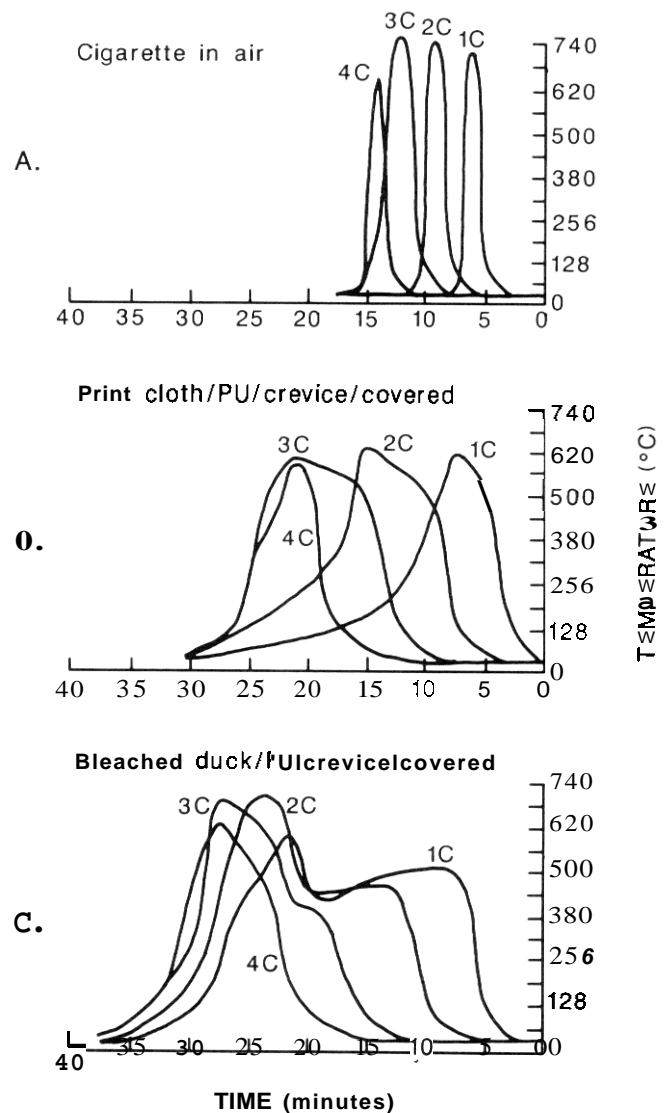 Cigarette in air
A.
4C 3C 2C 1C
740
620
500
380
256
128
0
40 35 30 25 20 15 10 5 0
Print cloth/PU/crevice/covered
0.
3C 2C 1C
4C
740
620
500
380
256
128
0
40 35 30 25 20 15 10 5 0
Bleached duck/PUIcrevicelcovered
C.
3C 2C 1C
4C
740
620
500
380
256
128
0
40 35 30 25 20 15 10 5 0
TIME (minutes)
TEMPERATURE (°C)